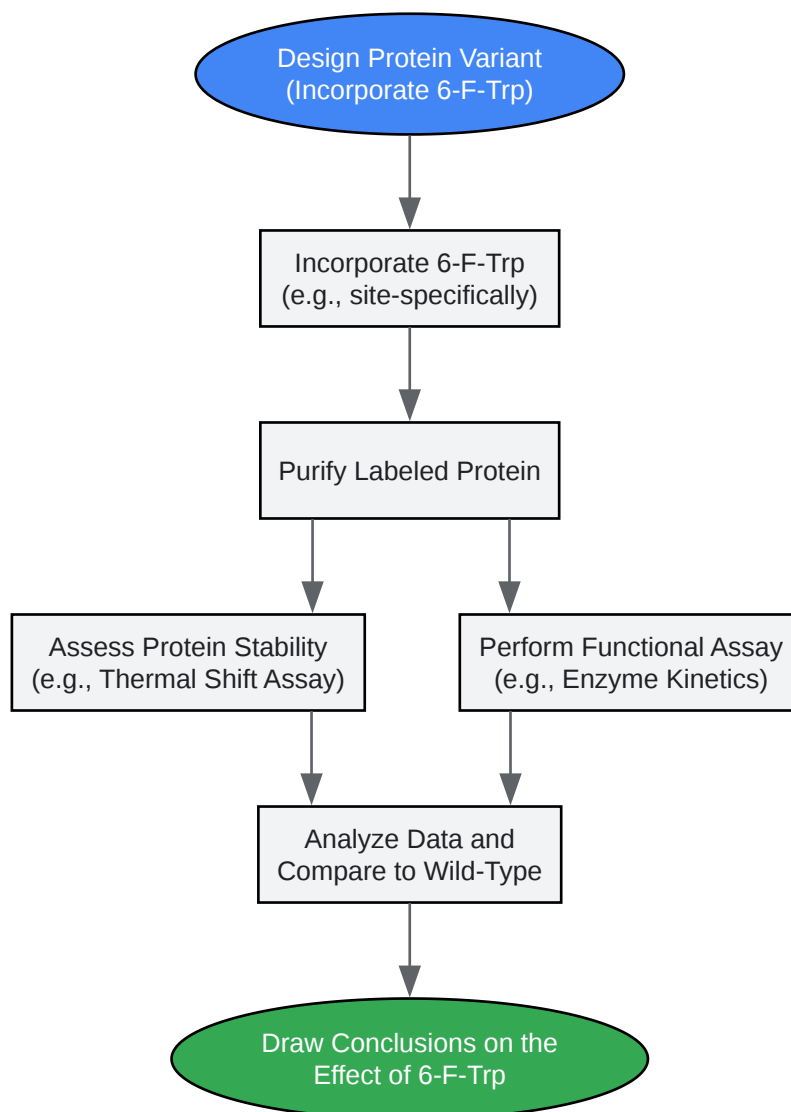 Design Protein Variant
(Incorporate 6-F-Trp)
Incorporate 6-F-Trp
(e.g., site-specifically)
Purify Labeled Protein
Assess Protein Stability
(e.g., Thermal Shift Assay)
Perform Functional Assay
(e.g., Enzyme Kinetics)
Analyze Data and
Compare to Wild-Type
Draw Conclusions on the
Effect of 6-F-Trp